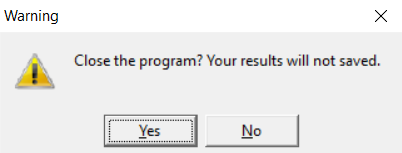 Warning
Close the program? Your results will not saved.
Yes No